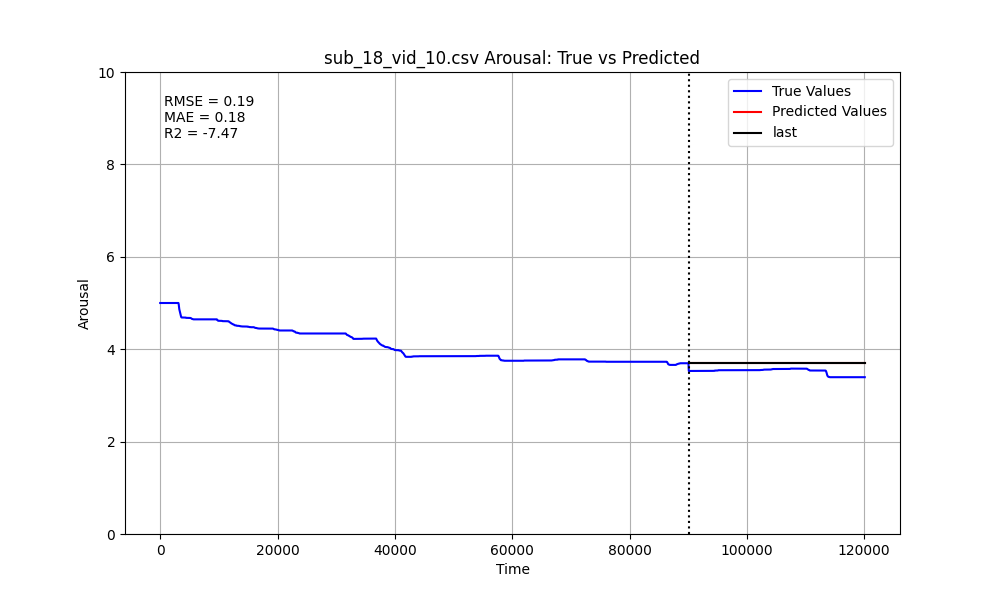 sub_18_vid_10.csv Arousal: True vs Predicted
RMSE = 0.19
MAE = 0.18
R2 = -7.47
True Values
Predicted Values
last
10
8
6
4
2
0
Arousal
0 20000 40000 60000 80000 100000 120000
Time